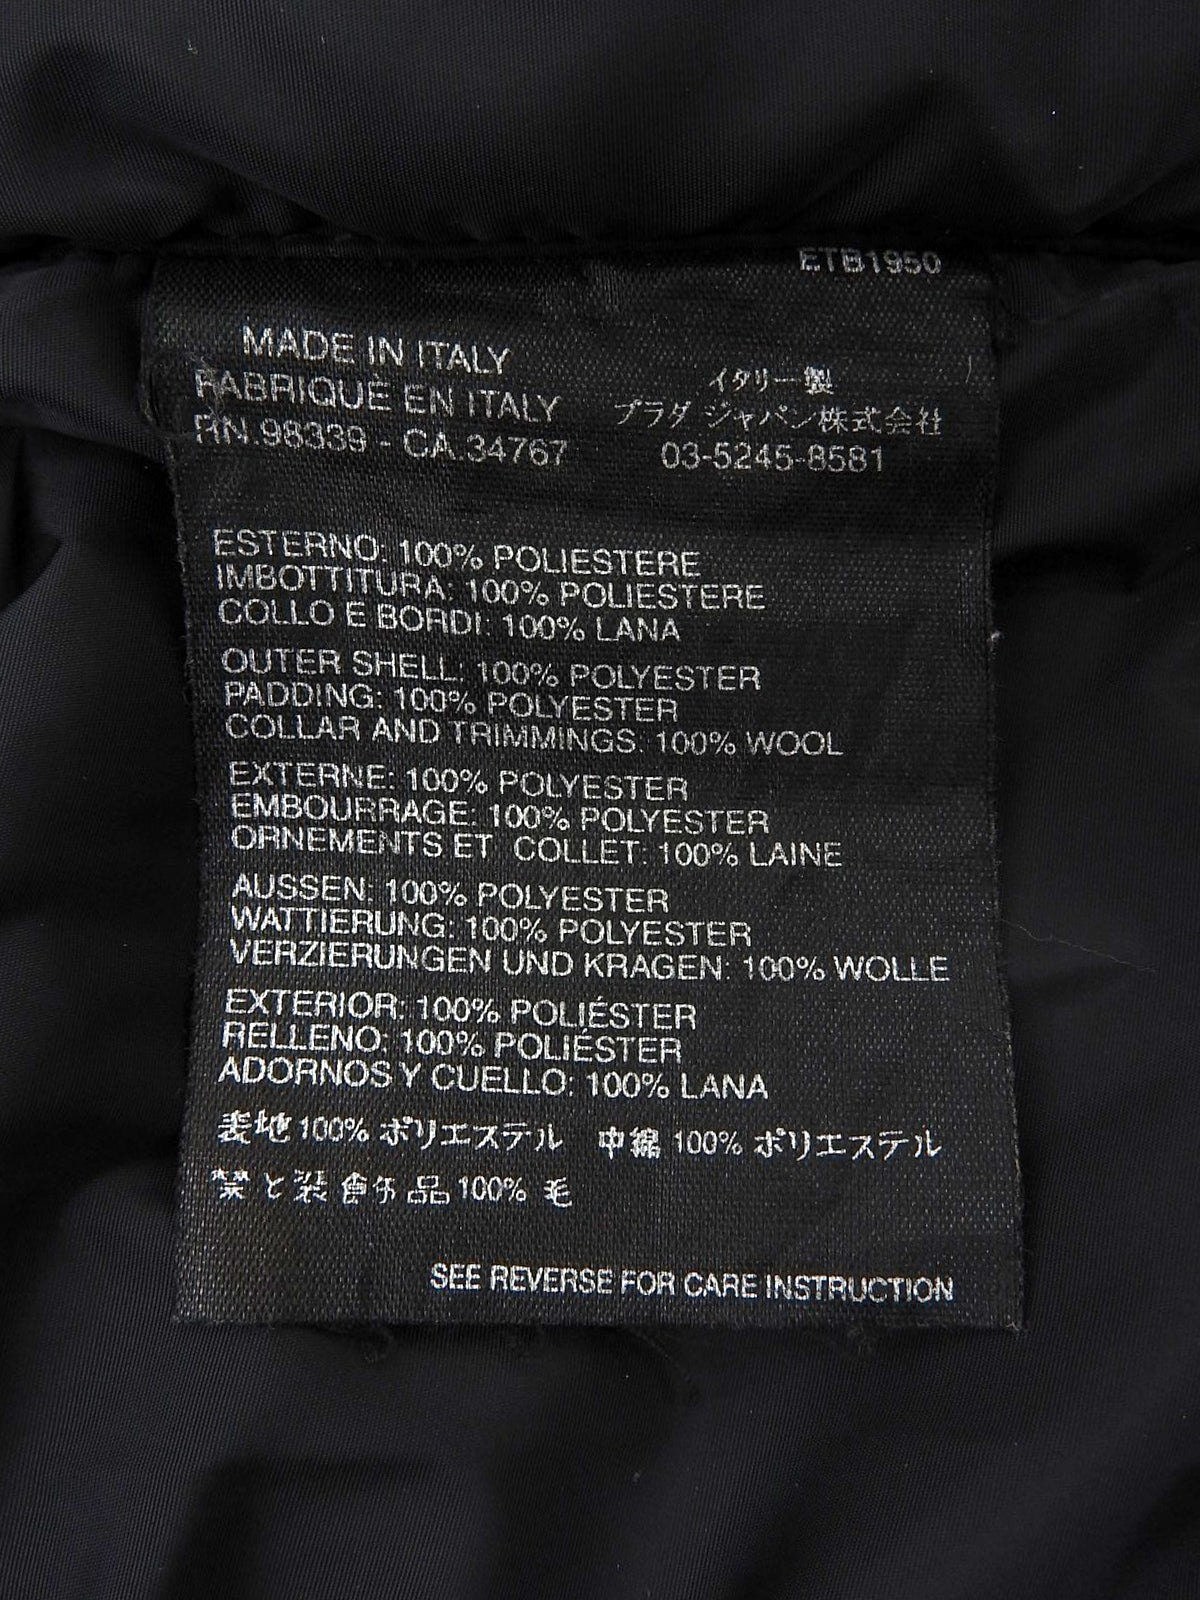 ETB1950
MADE IN ITALY
FABRIQUÉ EN ITALY
RN.98339 - CA.34767
イタリー製
プラダ ジャパン株式会社
03-5245-8581
ESTERNO: 100% POLIESTERE
IMBOTTITURA: 100% POLIESTERE
COLLO E BORDI: 100% LANA
OUTER SHELL: 100% POLYESTER
PADDING: 100% POLYESTER
COLLAR AND TRIMMINGS: 100% WOOL
EXTERNE: 100% POLYESTER
EMBOURRAGE: 100% POLYESTER
ORNEMENTS ET COLLET: 100% LAINE
AUSSEN: 100% POLYESTER
WATTIERUNG: 100% POLYESTER
VERZIERUNGEN UND KRAGEN: 100% WOLLE
EXTERIOR: 100% POLIÉSTER
RELLENO: 100% POLIÉSTER
ADORNOS Y CUELLO: 100% LANA
表地 100% ポリエステル 中綿 100% ポリエステル
と装飾品 100% 毛
SEE REVERSE FOR CARE INSTRUCTION